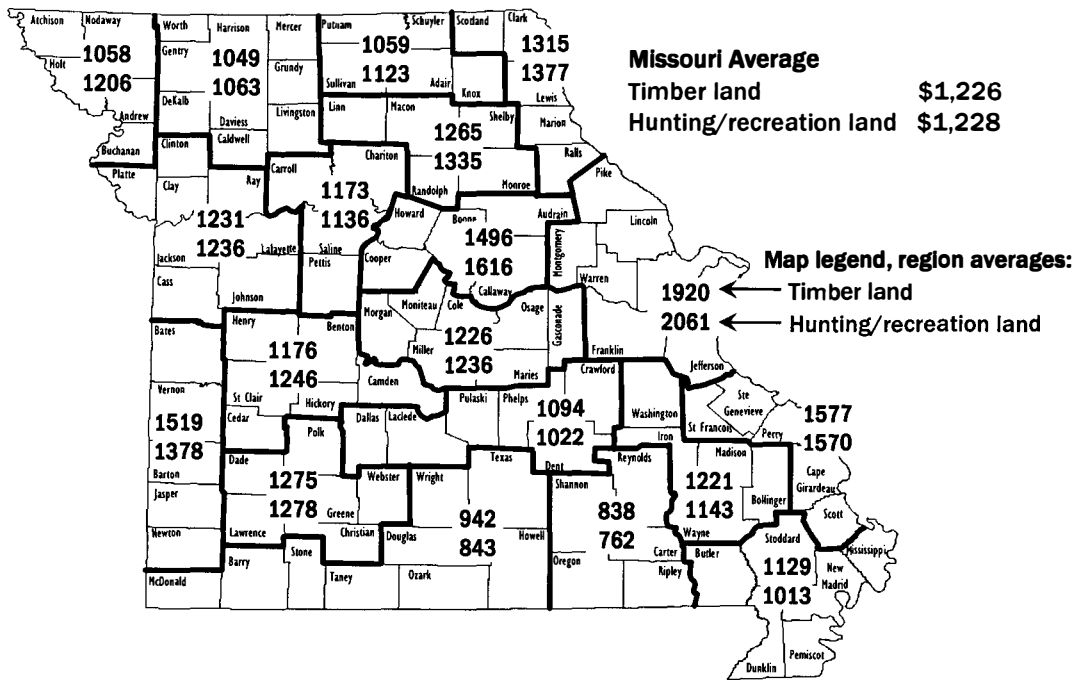 Missouri Average
Timber land $1,226
Hunting/recreation land $1,228
Map legend, region averages:
1920 Timber land
2061 Hunting/recreation land
Atchison Nodaway Worth Harrison Mercer Putnam Schuyler Scotland Clark
Holt 1058 Gentry 1049 1059 1315
1206 1063 Grundy Sullivan 1123 Adair Knox 1377
Andrew DeKalb Daviess Livingston Linn Macon Shelby Lewis
Buchanan Clinton Caldwell 1265 Marion
Platte Clay Ray Carroll Chariton 1335 Ralls Pike
1173 Randolph Monroe
1231 1136 Howard Boone Audrain Lincoln
1236 Lafayette Saline 1496 Montgomery
Jackson Pettis Cooper 1616 Warren
Cass Johnson Moniteau Cole Callaway Osage Gasconade
Bates Henry Benton Morgan 1226 Franklin
1176 Miller 1236 Maries Crawford Jefferson
Vernon 1246 Camden Pulaski Phelps Ste Genevieve
St Clair Hickory 1094 Washington 1577
1519 Cedar Polk Dallas Laclede 1022 Iron St Francois Perry 1570
1378 Dade Texas Dent Reynolds Madison Cape Girardeau
Barton 1275 Webster Wright Shannon 1221 Bollinger
Jasper 1278 Greene 942 838 1143 Scott
Newton Lawrence Christian Douglas 843 Howell 762 Wayne Stoddard Mississippi
Barry Stone Oregon Carter Butler 1129 New Madrid
McDonald Taney Ozark Ripley 1013
Dunklin Pemiscot